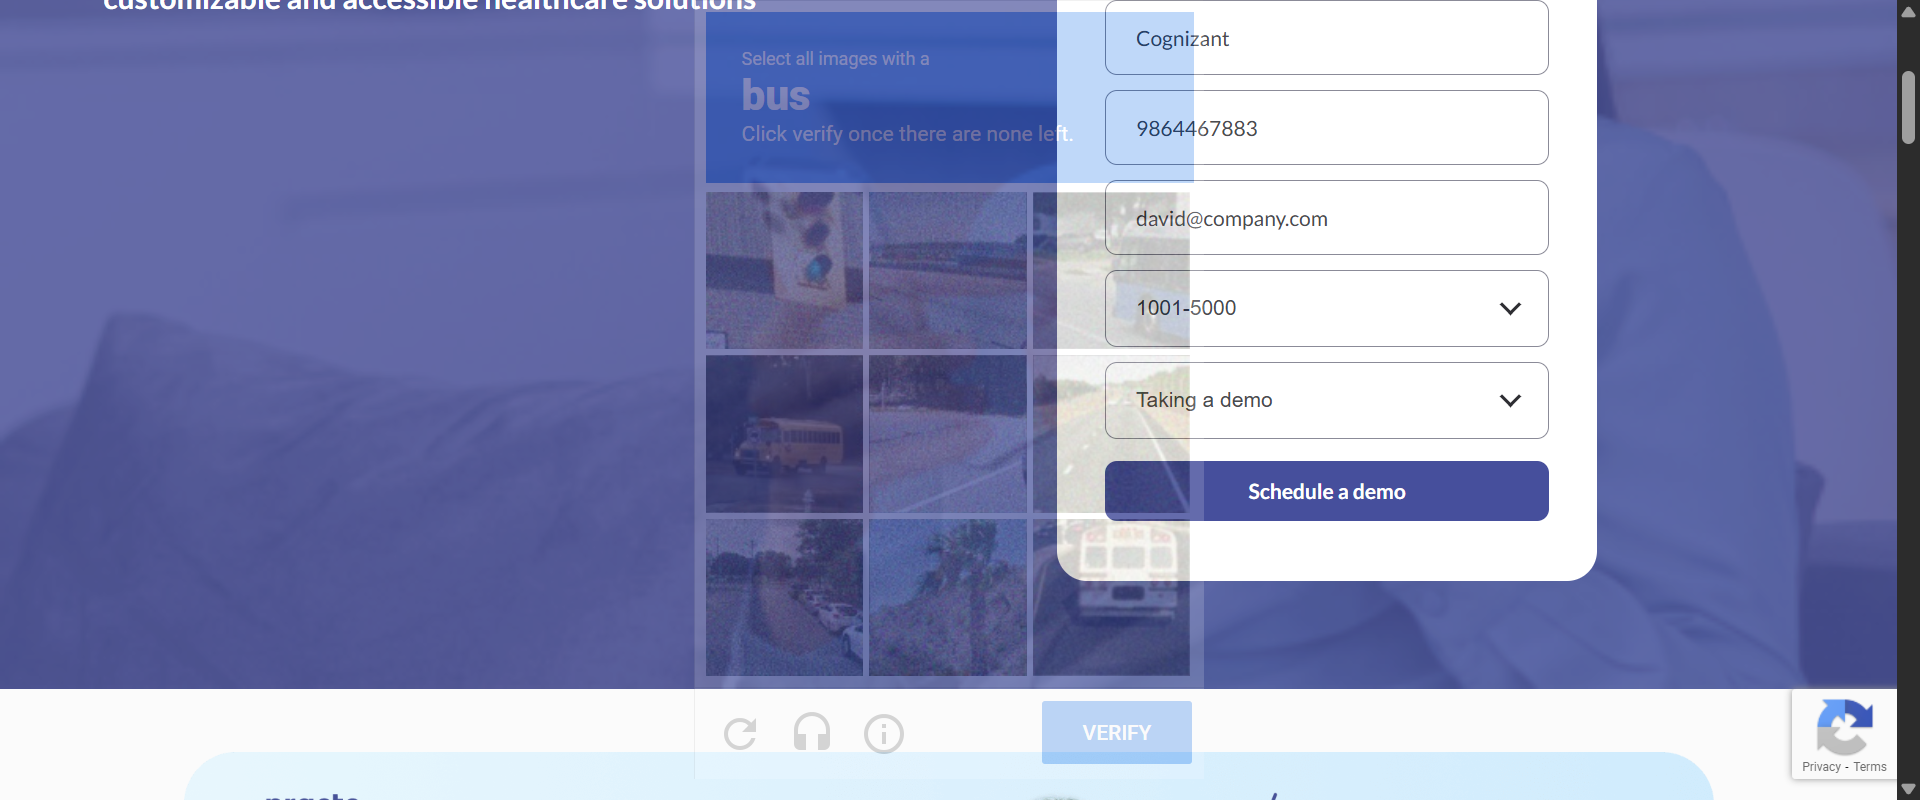 customizable and accessible healthcare solutions
Select all images with a
bus
Click verify once there are none left.
Cognizant
9864467883
david@company.com
1001-5000
Taking a demo
Schedule a demo
VERIFY
Privacy - Terms